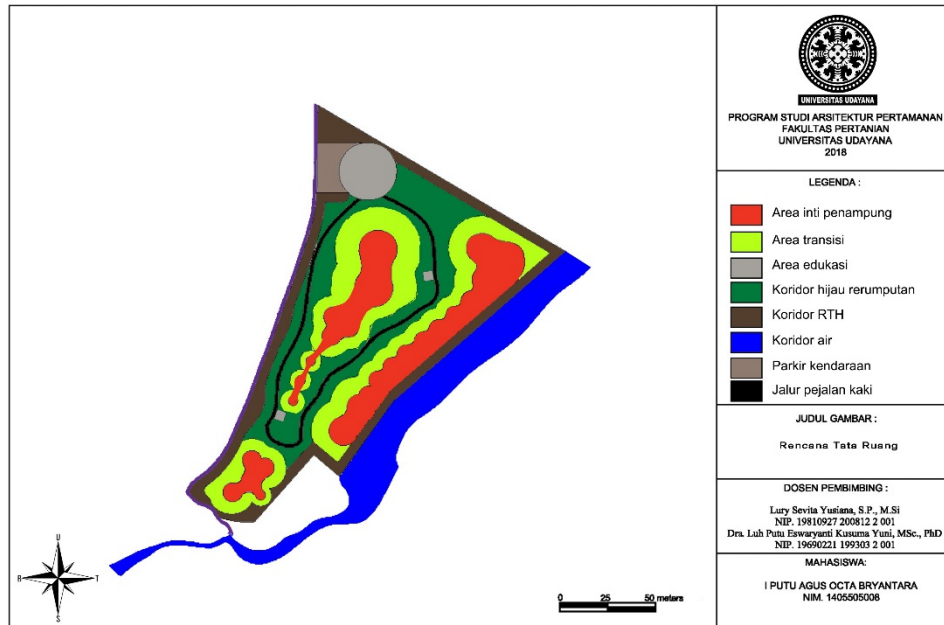 UNIVERSITAS UDAYANA
PROGRAM STUDI ARSITEKTUR PERTAMANAN
FAKULTAS PERTANIAN
UNIVERSITAS UDAYANA
2018
LEGENDA :
Area inti penampung
Area transisi
Area edukasi
Koridor hijau rerumputan
Koridor RTH
Koridor air
Parkir kendaraan
Jalur pejalan kaki
JUDUL GAMBAR :
Rencana Tata Ruang
DOSEN PEMBIMBING :
Lury Sevita Yusiana, S.P., M.Si
NIP. 19810927 200812 2 001
Dra. Luh Putu Eswaryanti Kusuma Yuni, MSc., PhD
NIP. 19690221 199303 2 001
MAHASISWA:
I PUTU AGUS OCTA BRYANTARA
NIM. 1405505008
U
B T
S
0 25 50 meters